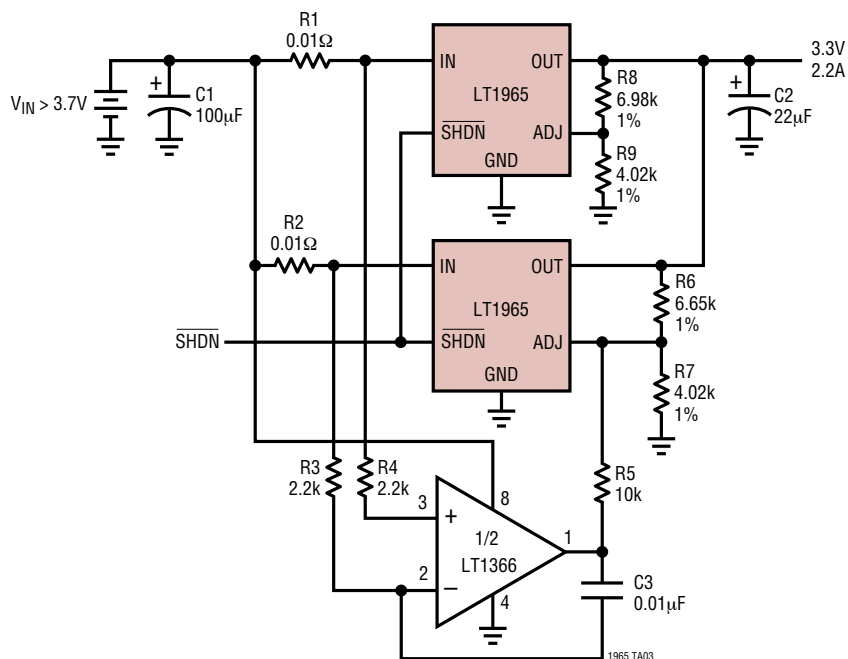 R1
0.01Ω
IN
OUT
3.3V
2.2A
VIN > 3.7V
+
C1
100µF
LT1965
R8
6.98k
1%
+
C2
22µF
SHDN
ADJ
GND
R9
4.02k
1%
R2
0.01Ω
IN
OUT
LT1965
R6
6.65k
1%
SHDN
SHDN
ADJ
GND
R7
4.02k
1%
R3
2.2k
R4
2.2k
8
R5
10k
3
+
1/2
LT1366
1
2
–
4
C3
0.01µF
1965 TA03